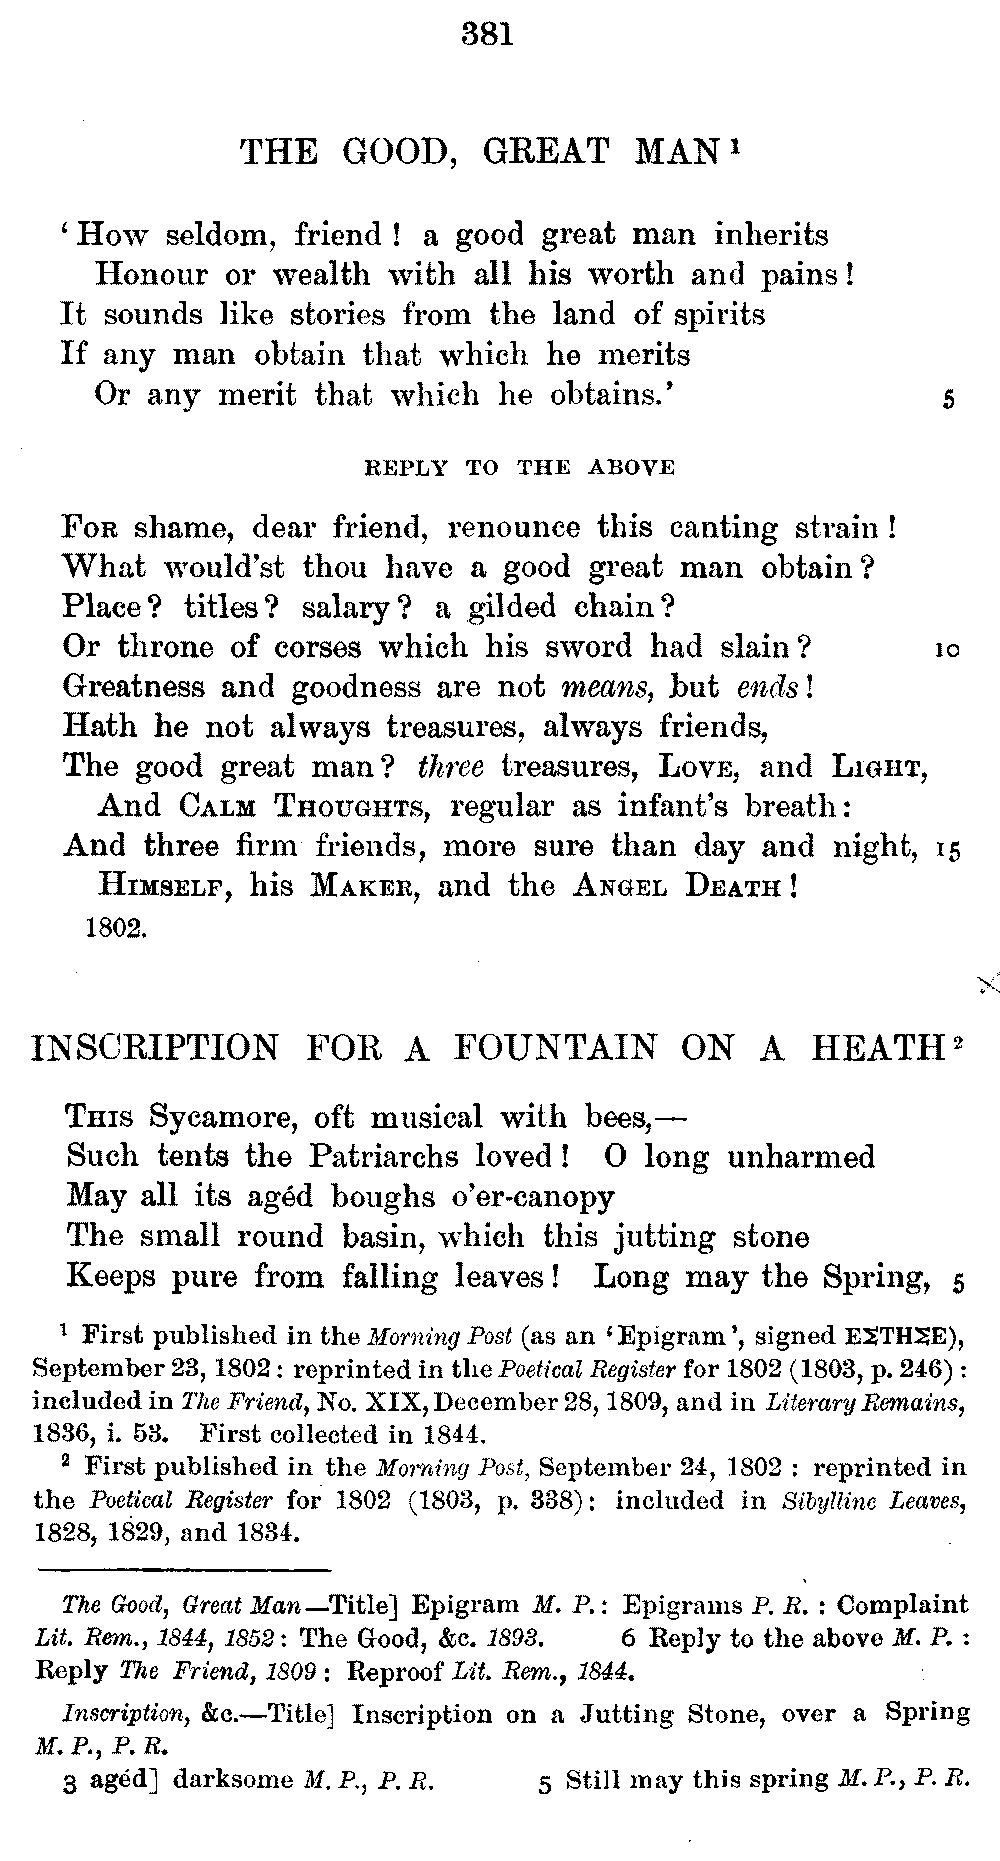 381
THE GOOD, GREAT MAN ¹
‘ How seldom, friend ! a good great man inherits
Honour or wealth with all his worth and pains !
It sounds like stories from the land of spirits
If any man obtain that which he merits
Or any merit that which he obtains.’ 5
REPLY TO THE ABOVE
FOR shame, dear friend, renounce this canting strain !
What would’st thou have a good great man obtain ?
Place ? titles ? salary ? a gilded chain ?
Or throne of corses which his sword had slain ? 10
Greatness and goodness are not means, but ends !
Hath he not always treasures, always friends,
The good great man ? three treasures, LOVE, and LIGHT,
And CALM THOUGHTS, regular as infant’s breath :
And three firm friends, more sure than day and night, 15
HIMSELF, his MAKER, and the ANGEL DEATH !
1802.
INSCRIPTION FOR A FOUNTAIN ON A HEATH ²
THIS Sycamore, oft musical with bees,—
Such tents the Patriarchs loved ! O long unharmed
May all its agéd boughs o’er-canopy
The small round basin, which this jutting stone
Keeps pure from falling leaves ! Long may the Spring, 5
¹ First published in the Morning Post (as an ‘Epigram’, signed ΕΣΤΗΣΕ),
September 23, 1802 : reprinted in the Poetical Register for 1802 (1803, p. 246) :
included in The Friend, No. XIX, December 28, 1809, and in Literary Remains,
1836, i. 53. First collected in 1844.
² First published in the Morning Post, September 24, 1802 : reprinted in
the Poetical Register for 1802 (1803, p. 338) : included in Sibylline Leaves,
1828, 1829, and 1834.
The Good, Great Man—Title] Epigram M. P. : Epigrams P. R. : Complaint
Lit. Rem., 1844, 1852 : The Good, &c. 1893. 6 Reply to the above M. P. :
Reply The Friend, 1809 : Reproof Lit. Rem., 1844.
Inscription, &c.—Title] Inscription on a Jutting Stone, over a Spring
M. P., P. R.
3 agéd] darksome M. P., P. R. 5 Still may this spring M. P., P. R.